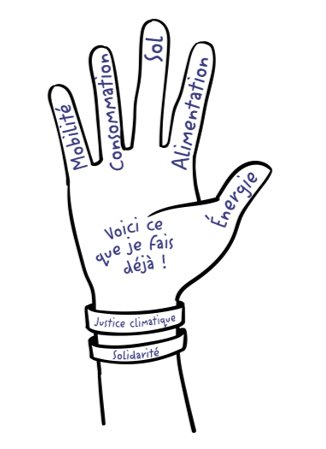 Mobilité
Consommation
Sol
Alimentation
Énergie
Voici ce
que je fais
déjà !
Justice climatique
Solidarité